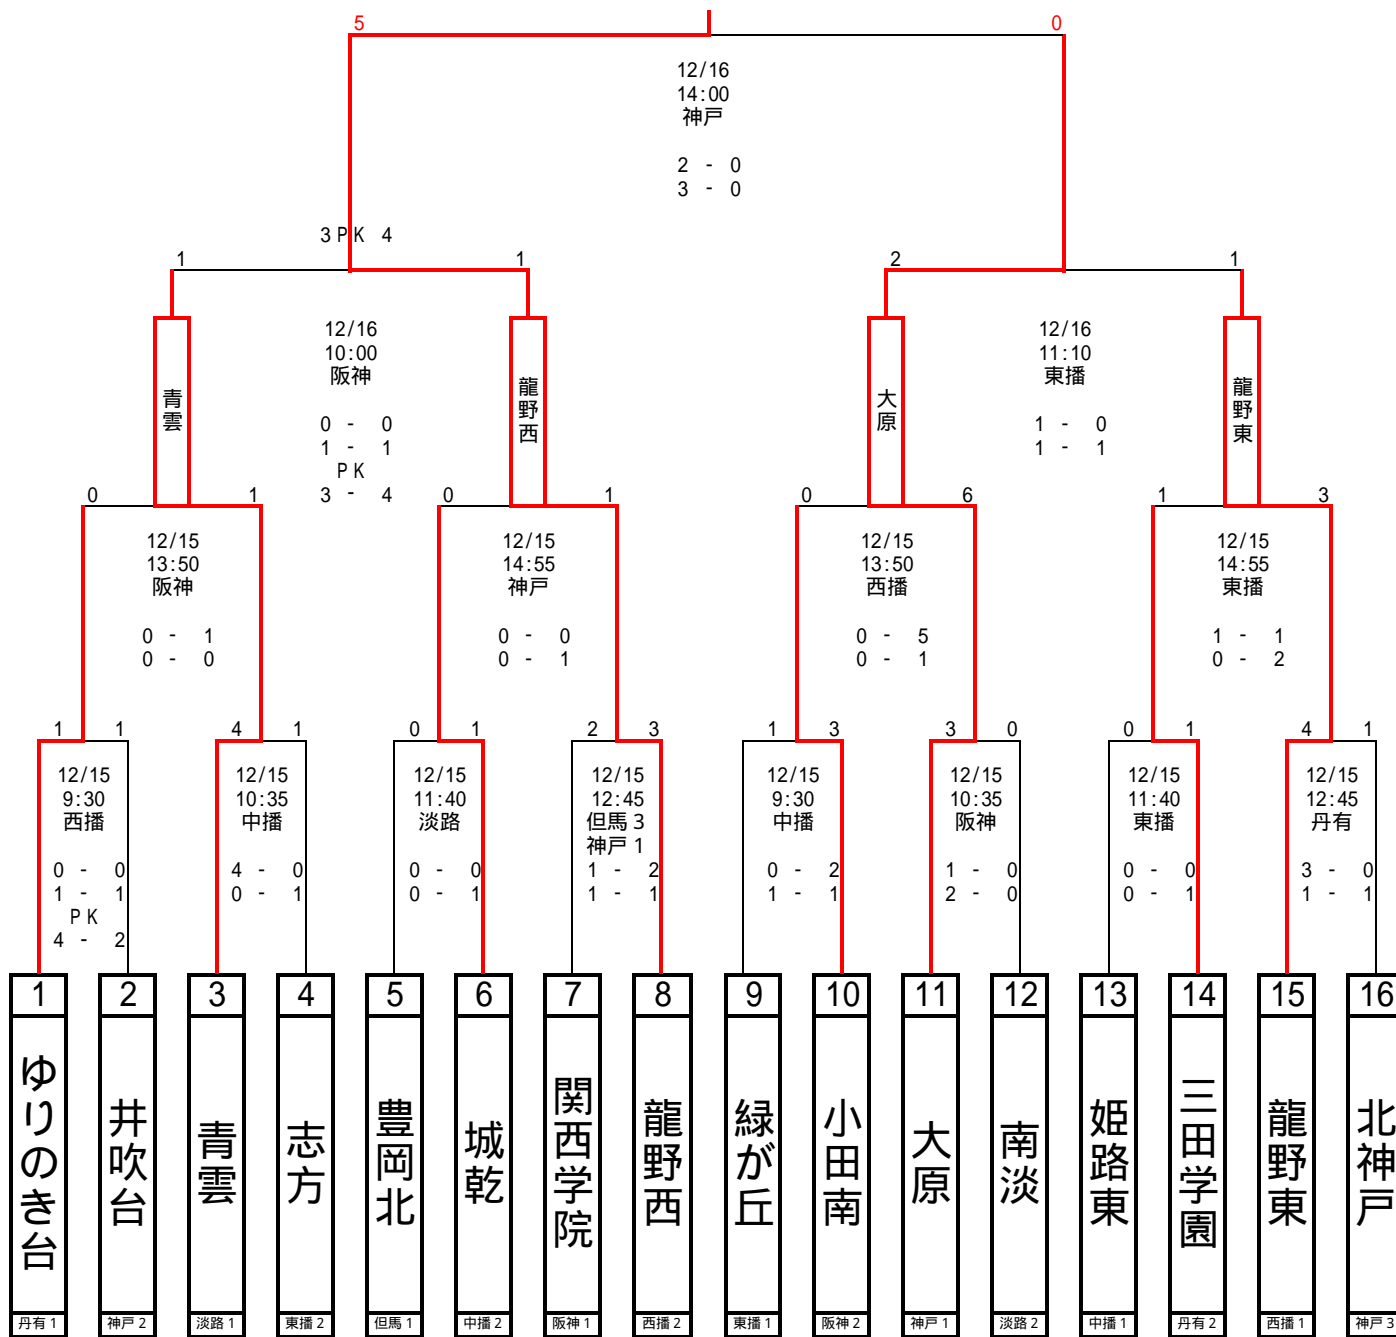 5 0
12/16
14:00
神戸
2 - 0
3 - 0
3 PK 4
1 1 2 1
青雲
12/16
10:00
阪神
0 - 0
1 - 1
PK
3 - 4
龍野西
大原
12/16
11:10
東播
1 - 0
1 - 1
龍野東
0 1
12/15
13:50
阪神
0 - 1
0 - 0
0 1
12/15
14:55
神戸
0 - 0
0 - 1
0 6
12/15
13:50
西播
0 - 5
0 - 1
1 3
12/15
14:55
東播
1 - 1
0 - 2
1 1
12/15
9:30
西播
0 - 0
1 - 1
PK
4 - 2
4 1
12/15
10:35
中播
4 - 0
0 - 1
0 1
12/15
11:40
淡路
0 - 0
0 - 1
2 3
12/15
12:45
但馬3
神戸1
1 - 2
1 - 1
1 3
12/15
9:30
中播
0 - 2
1 - 1
3 0
12/15
10:35
阪神
1 - 0
2 - 0
0 1
12/15
11:40
東播
0 - 0
0 - 1
4 1
12/15
12:45
丹有
3 - 0
1 - 1
1
ゆりのき台
丹有1
2
井吹台
神戸2
3
青雲
淡路1
4
志方
東播2
5
豊岡北
但馬1
6
城乾
中播2
7
関西学院
阪神1
8
龍野西
西播2
9
緑が丘
東播1
10
小田南
阪神2
11
大原
神戸1
12
南淡
淡路2
13
姫路東
中播1
14
三田学園
丹有2
15
龍野東
西播1
16
北神戸
神戸3